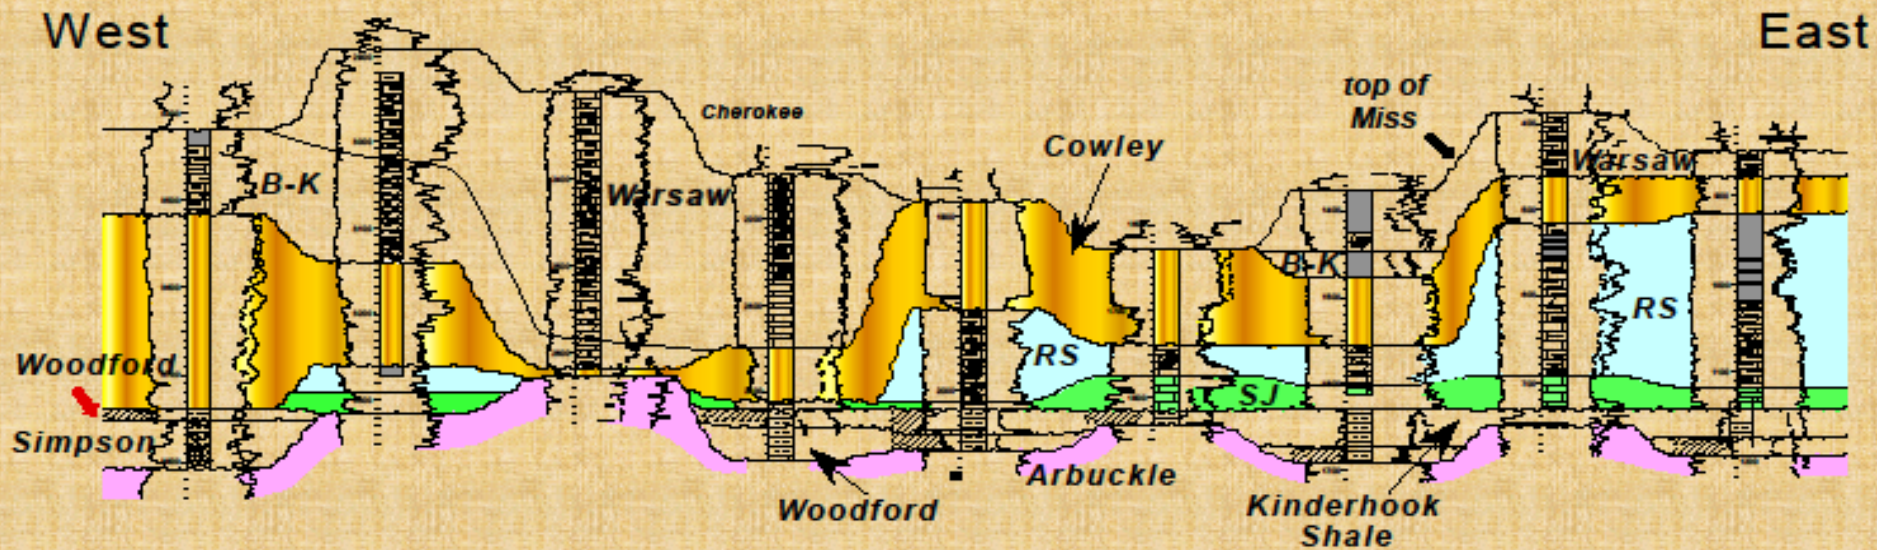 West
East
top of
Miss
Cherokee
Cowley
Warsaw
B-K
Warsaw
B-K
RS
RS
Woodford
SJ
Simpson
Arbuckle
Woodford
Kinderhook
Shale